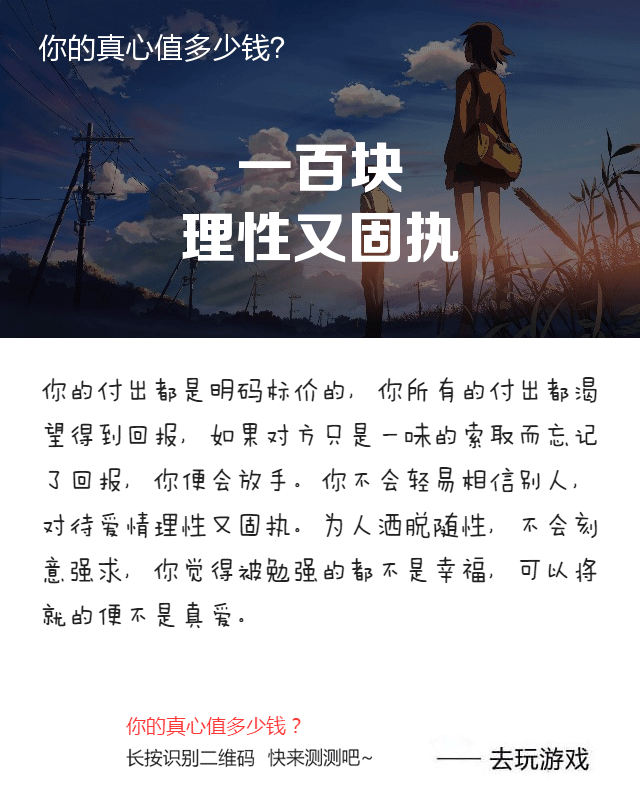 你的真心值多少钱?
一百块
理性又固执
你的付出都是明码标价的, 你所有的付出都渴
望得到回报, 如果对方只是一味的索取而忘记
了回报, 你便会放手。你不会轻易相信别人,
对待爱情理性又固执。为人洒脱随性, 不会刻
意强求, 你觉得被勉强的都不是幸福, 可以将
就的便不是真爱。
你的真心值多少钱？
长按识别二维码 快来测测吧~
—— 去玩游戏